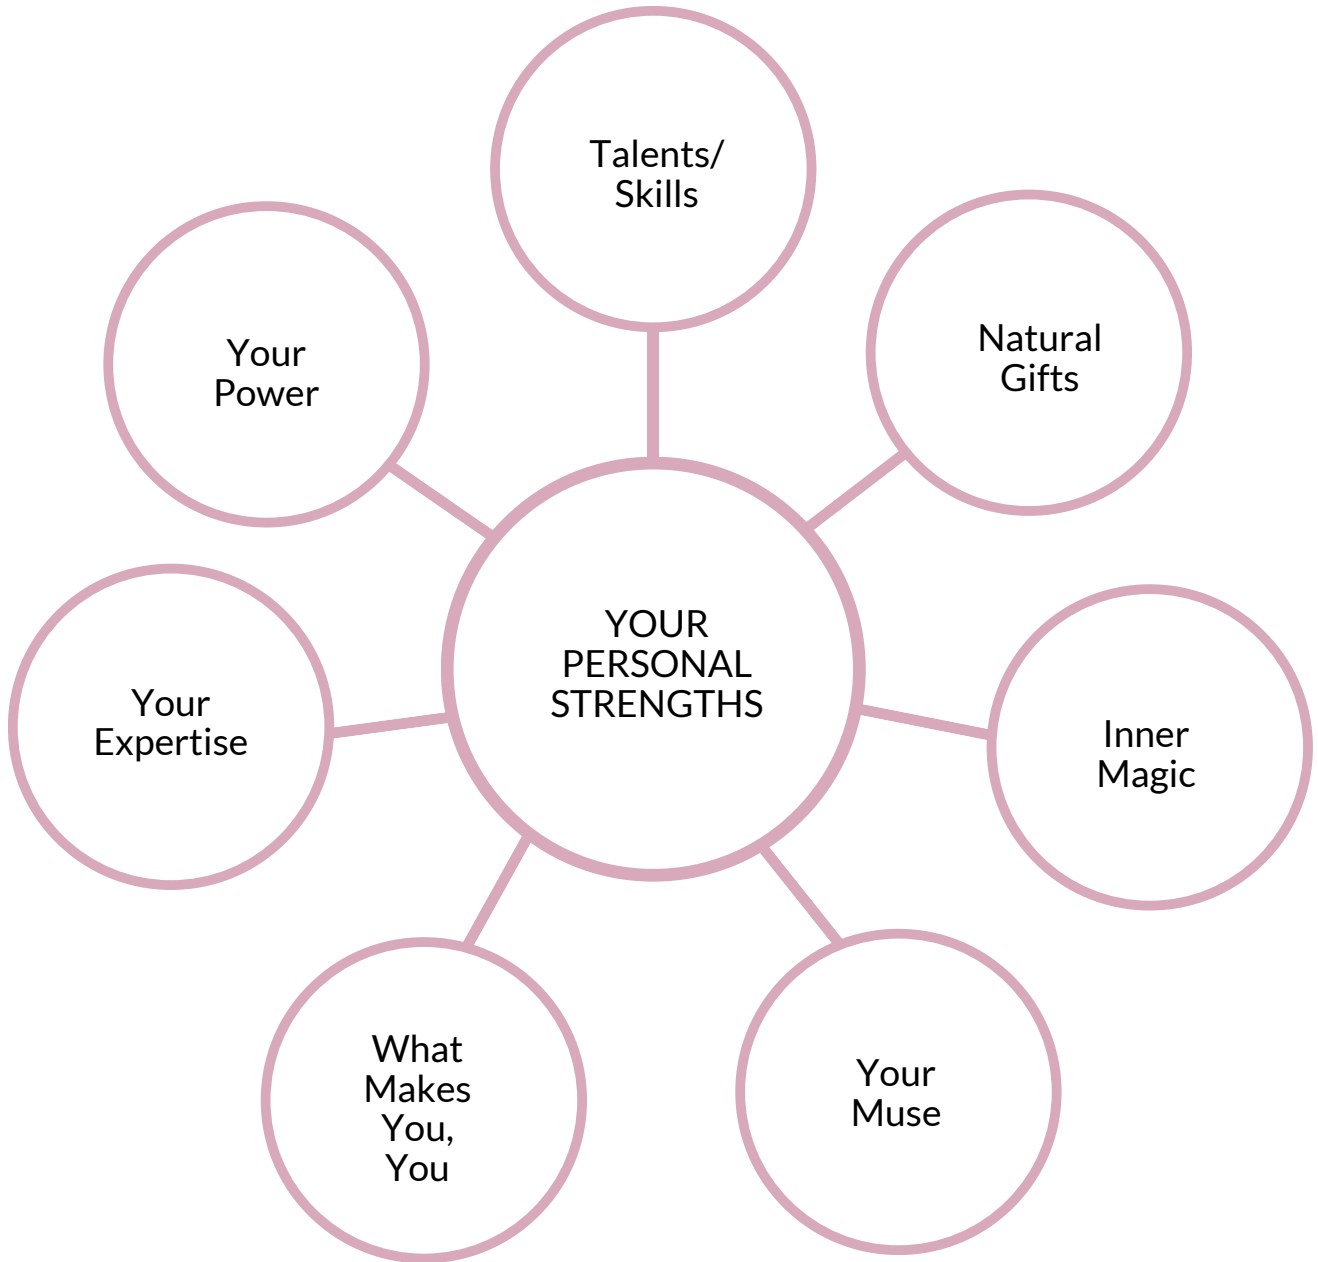 Talents/
Skills
Natural
Gifts
Your
Power
YOUR
PERSONAL
STRENGTHS
Your
Expertise
Inner
Magic
What
Makes
You,
You
Your
Muse